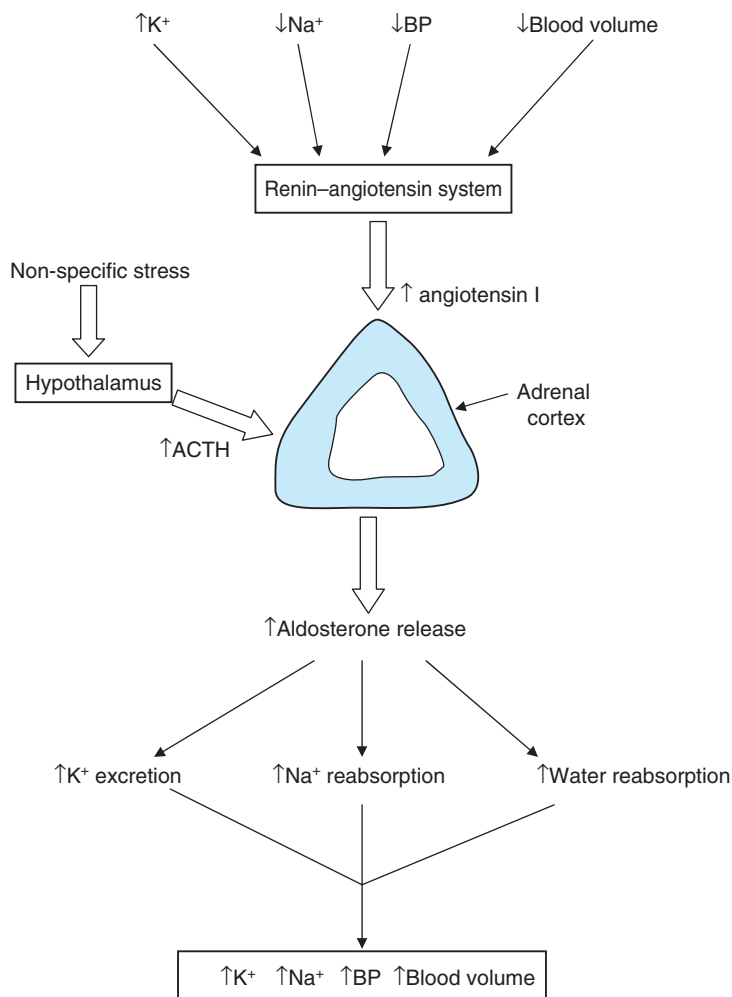 ↑K⁺ ↓Na⁺ ↓BP ↓Blood volume
Renin–angiotensin system
↑ angiotensin I
Non-specific stress
Hypothalamus
↑ACTH
Adrenal
cortex
↑Aldosterone release
↑K⁺ excretion ↑Na⁺ reabsorption ↑Water reabsorption
↑K⁺ ↑Na⁺ ↑BP ↑Blood volume